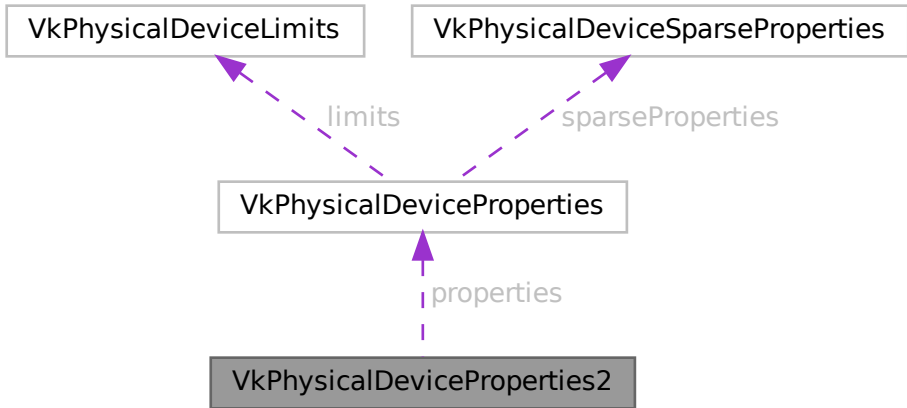 VkPhysicalDeviceLimits
VkPhysicalDeviceSparseProperties
limits
sparseProperties
VkPhysicalDeviceProperties
properties
VkPhysicalDeviceProperties2